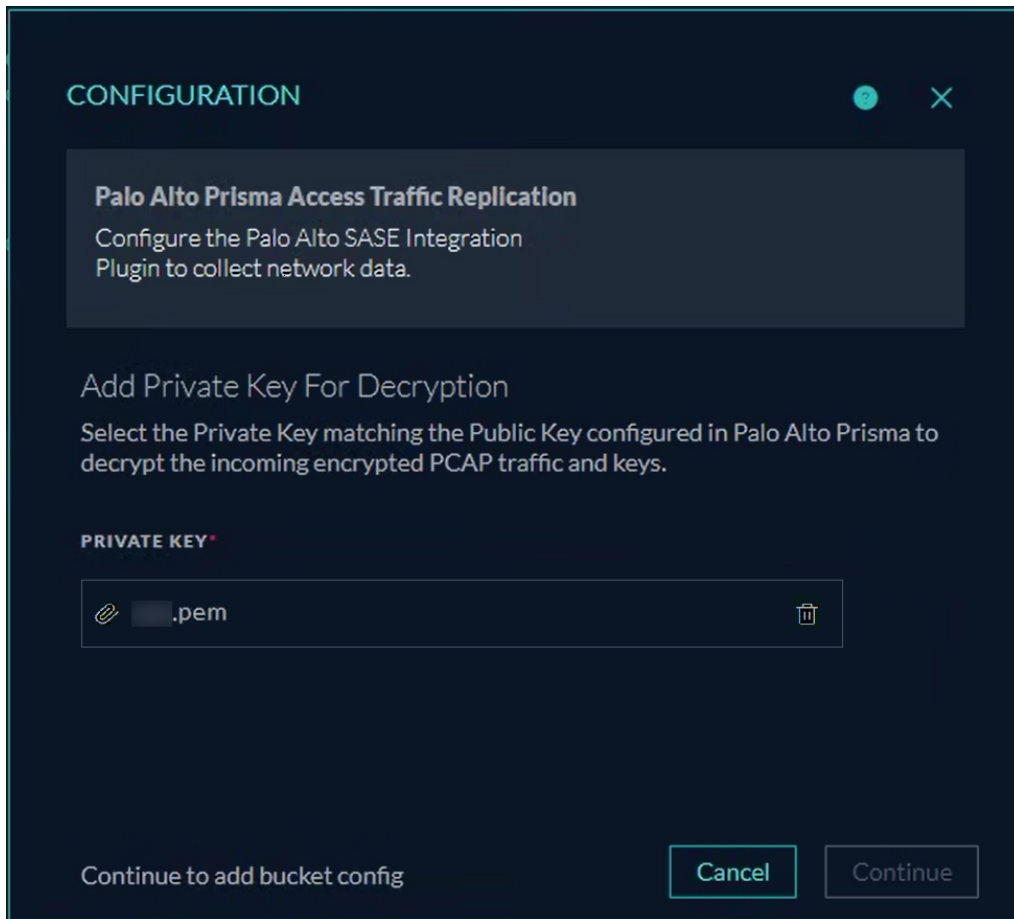 CONFIGURATION
?
Palo Alto Prisma Access Traffic Replication
Configure the Palo Alto SASE Integration
Plugin to collect network data.
Add Private Key For Decryption
Select the Private Key matching the Public Key configured in Palo Alto Prisma to
decrypt the incoming encrypted PCAP traffic and keys.
PRIVATE KEY*
.pem
Continue to add bucket config
Cancel
Continue